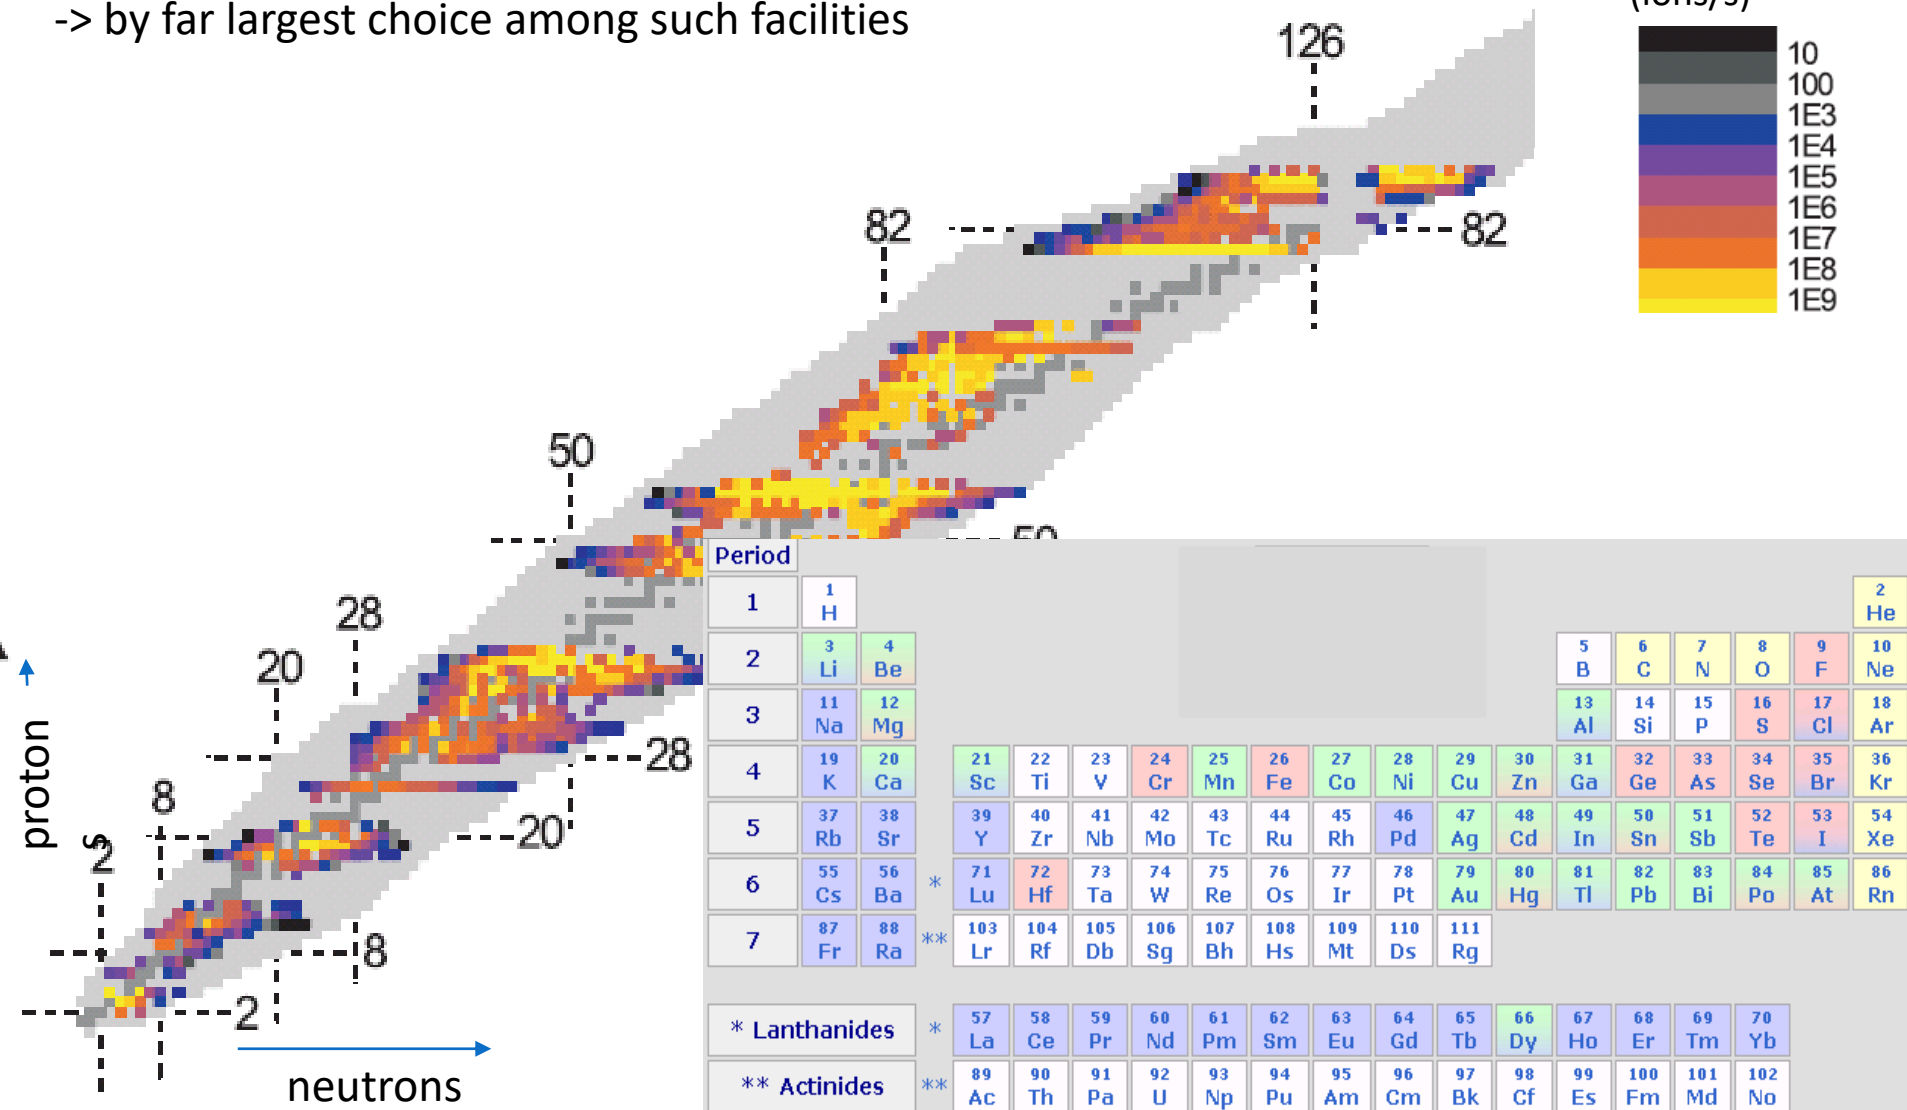 -> by far largest choice among such facilities
(ions/s)
10
100
1E3
1E4
1E5
1E6
1E7
1E8
1E9
126
82
82
50
50
28
20
28
8
20
2
8
2
proton
s
neutrons
Period
1 2
1 H He
3 4 5 6 7 8 9 10
2 Li Be B C N O F Ne
11 12 13 14 15 16 17 18
3 Na Mg Al Si P S Cl Ar
19 20 21 22 23 24 25 26 27 28 29 30 31 32 33 34 35 36
4 K Ca Sc Ti V Cr Mn Fe Co Ni Cu Zn Ga Ge As Se Br Kr
37 38 39 40 41 42 43 44 45 46 47 48 49 50 51 52 53 54
5 Rb Sr Y Zr Nb Mo Tc Ru Rh Pd Ag Cd In Sn Sb Te I Xe
55 56 71 72 73 74 75 76 77 78 79 80 81 82 83 84 85 86
6 Cs Ba * Lu Hf Ta W Re Os Ir Pt Au Hg Tl Pb Bi Po At Rn
87 88 103 104 105 106 107 108 109 110 111
7 Fr Ra ** Lr Rf Db Sg Bh Hs Mt Ds Rg
57 58 59 60 61 62 63 64 65 66 67 68 69 70
* Lanthanides * La Ce Pr Nd Pm Sm Eu Gd Tb Dy Ho Er Tm Yb
89 90 91 92 93 94 95 96 97 98 99 100 101 102
** Actinides ** Ac Th Pa U Np Pu Am Cm Bk Cf Es Fm Md No